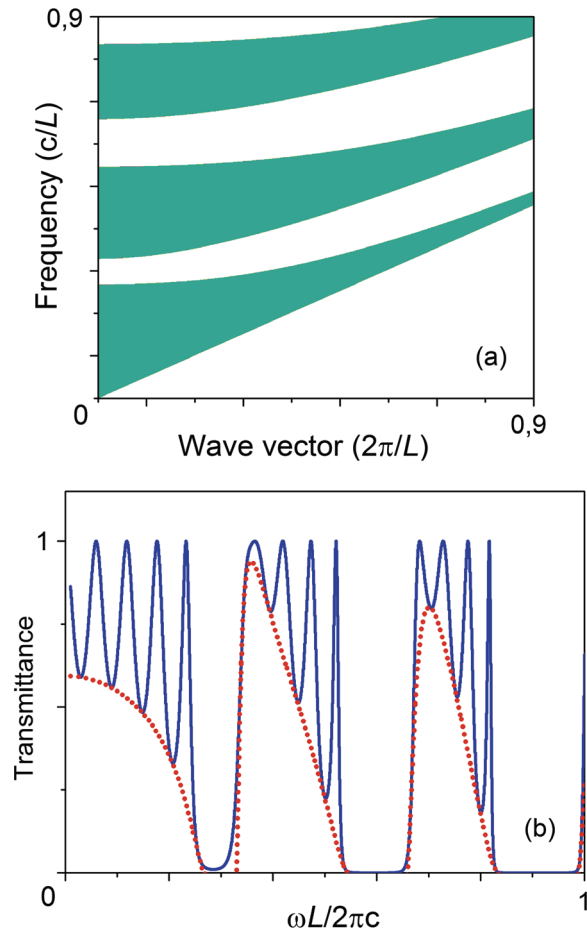 0,9
Frequency (c/L)
(a)
0
0,9
Wave vector (2π/L)
1
Transmittance
(b)
0
1
ωL/2πc